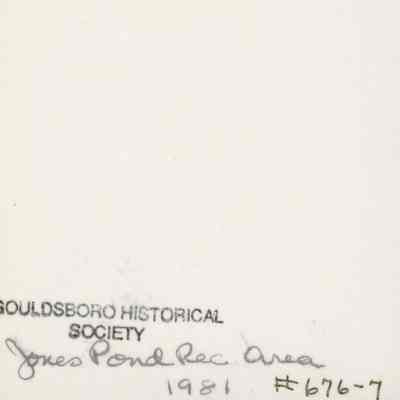 GOULDSBORO HISTORICAL
SOCIETY
Jones Pond Rec. Area
1981 #676-7